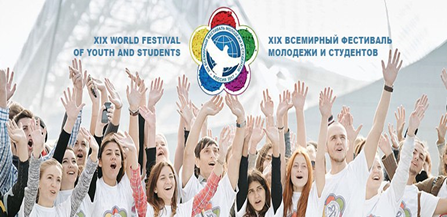 XIX WORLD FESTIVAL
OF YOUTH AND STUDENTS
XIX ВСЕМИРНЫЙ ФЕСТИВАЛЬ
МОЛОДЕЖИ И СТУДЕНТОВ